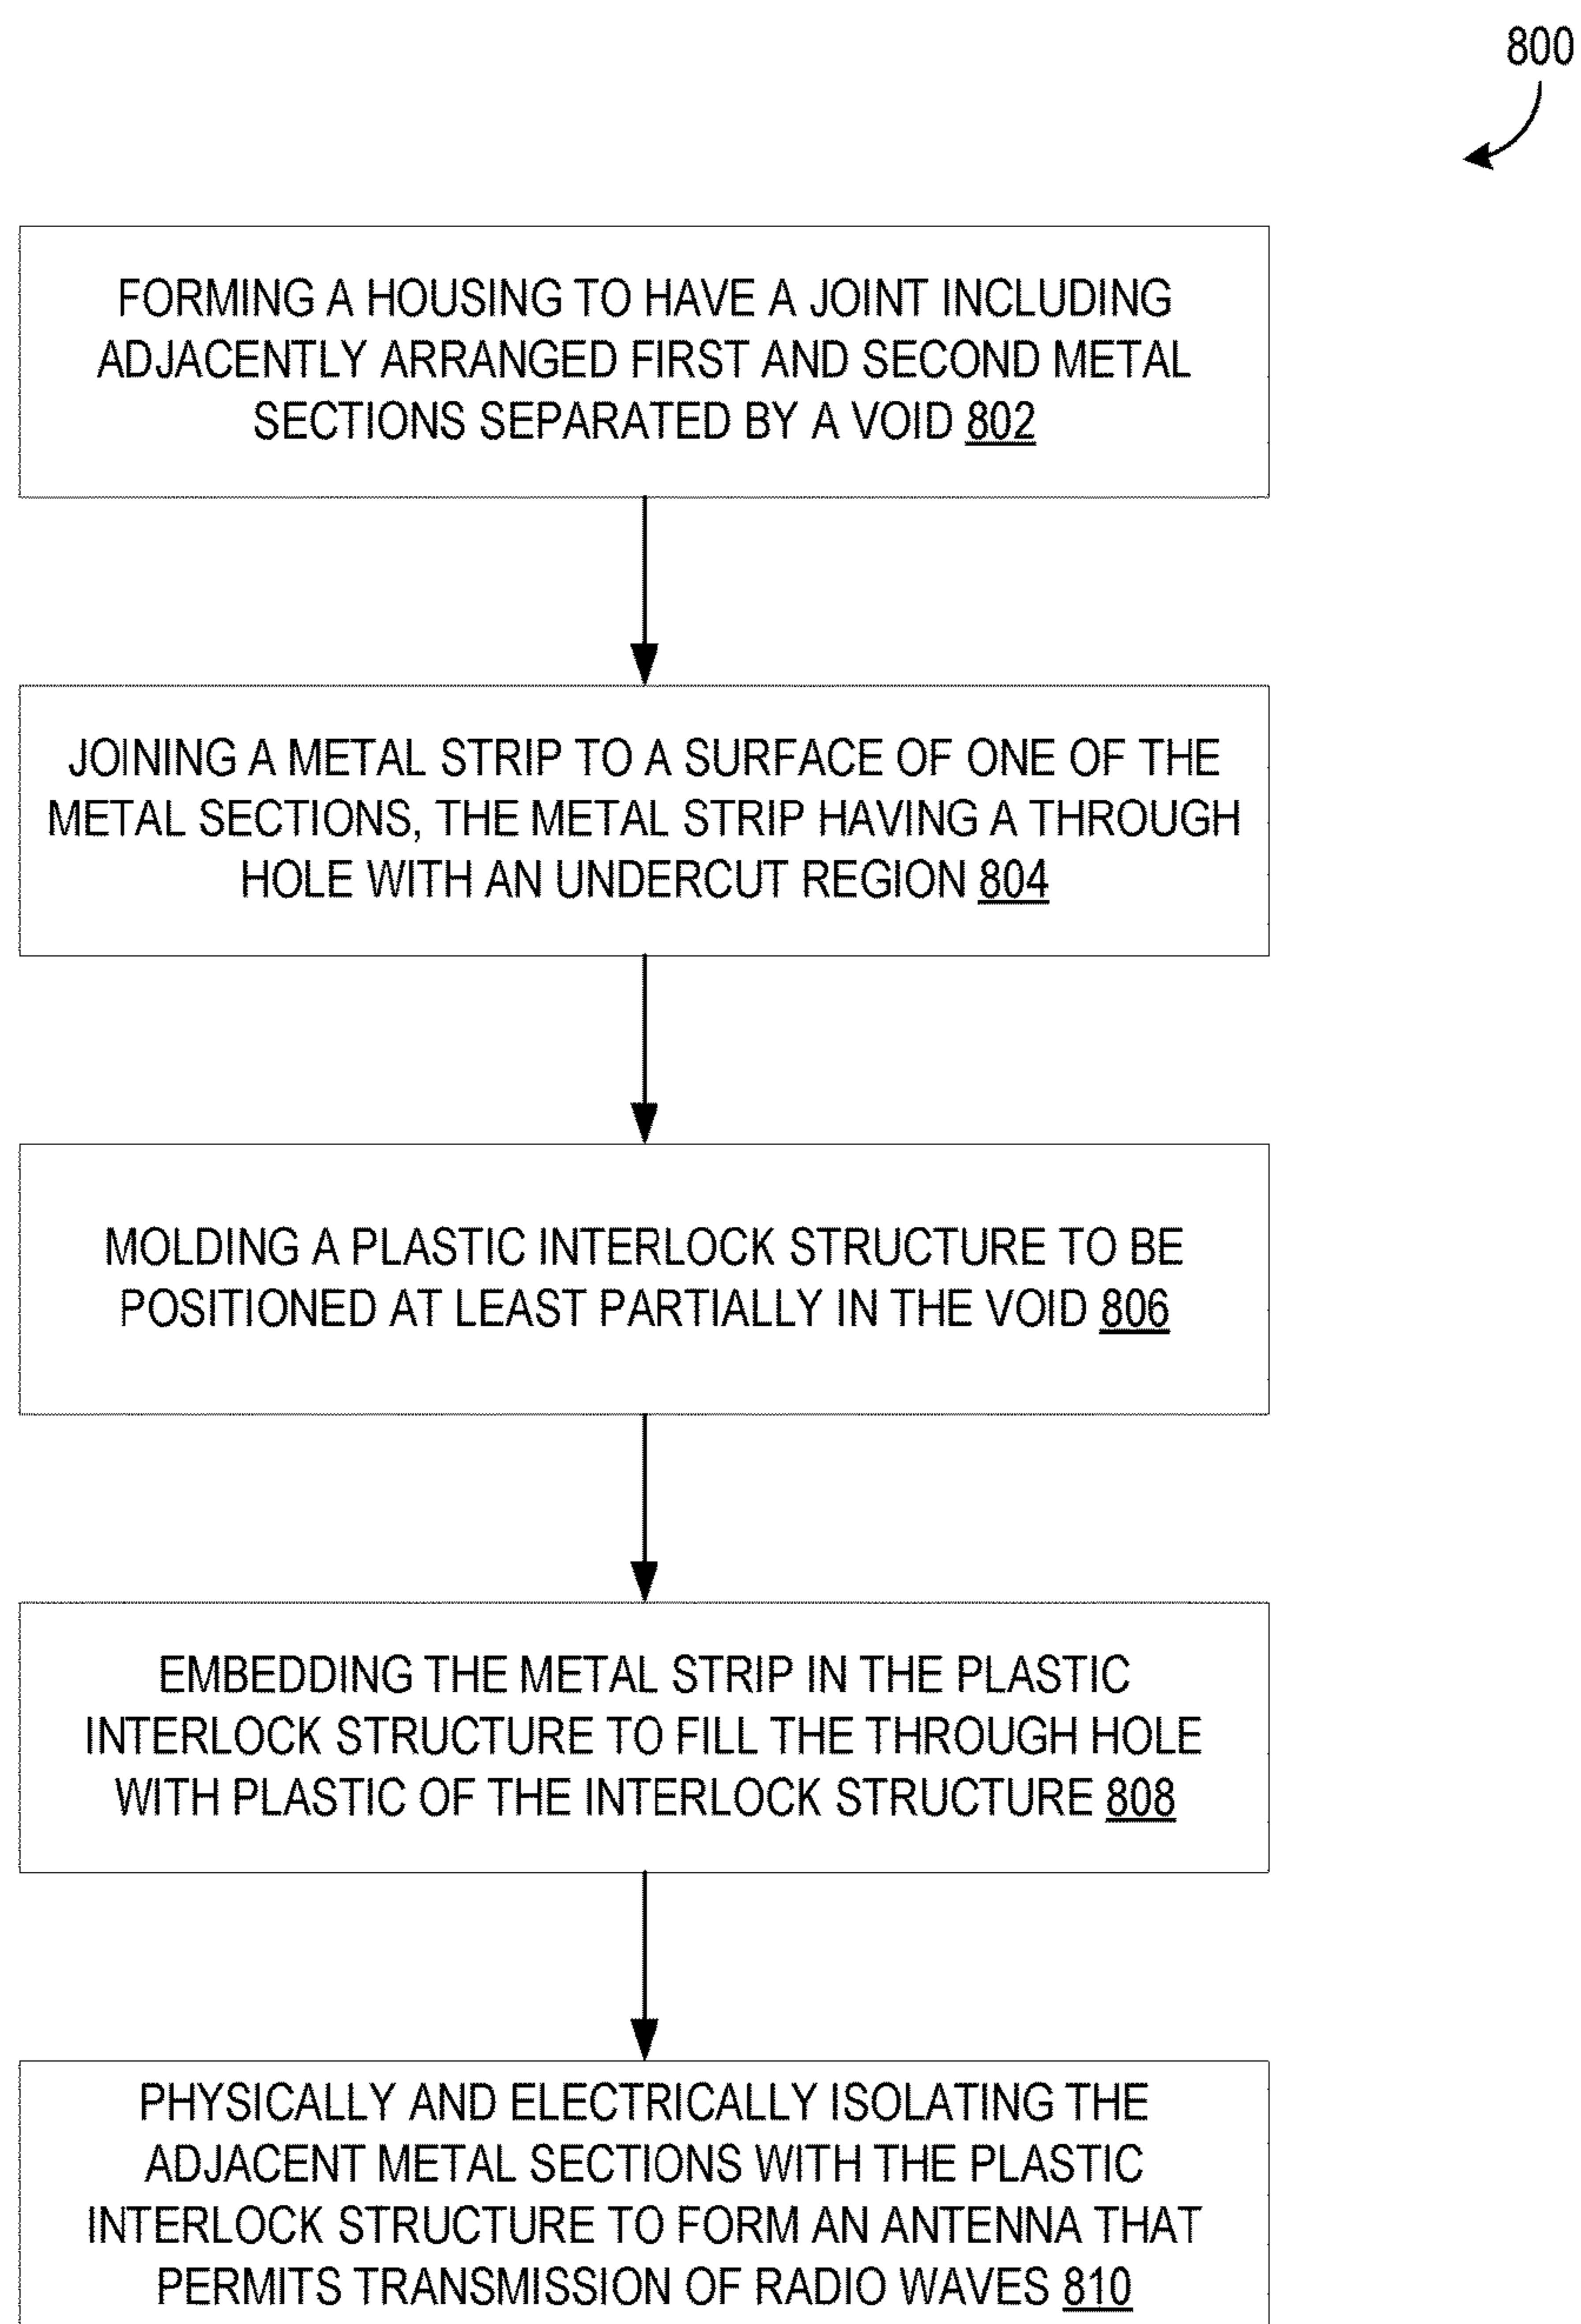 800
FORMING A HOUSING TO HAVE A JOINT INCLUDING
ADJACENTLY ARRANGED FIRST AND SECOND METAL
SECTIONS SEPARATED BY A VOID 802
JOINING A METAL STRIP TO A SURFACE OF ONE OF THE
METAL SECTIONS, THE METAL STRIP HAVING A THROUGH
HOLE WITH AN UNDERCUT REGION 804
MOLDING A PLASTIC INTERLOCK STRUCTURE TO BE
POSITIONED AT LEAST PARTIALLY IN THE VOID 806
EMBEDDING THE METAL STRIP IN THE PLASTIC
INTERLOCK STRUCTURE TO FILL THE THROUGH HOLE
WITH PLASTIC OF THE INTERLOCK STRUCTURE 808
PHYSICALLY AND ELECTRICALLY ISOLATING THE
ADJACENT METAL SECTIONS WITH THE PLASTIC
INTERLOCK STRUCTURE TO FORM AN ANTENNA THAT
PERMITS TRANSMISSION OF RADIO WAVES 810